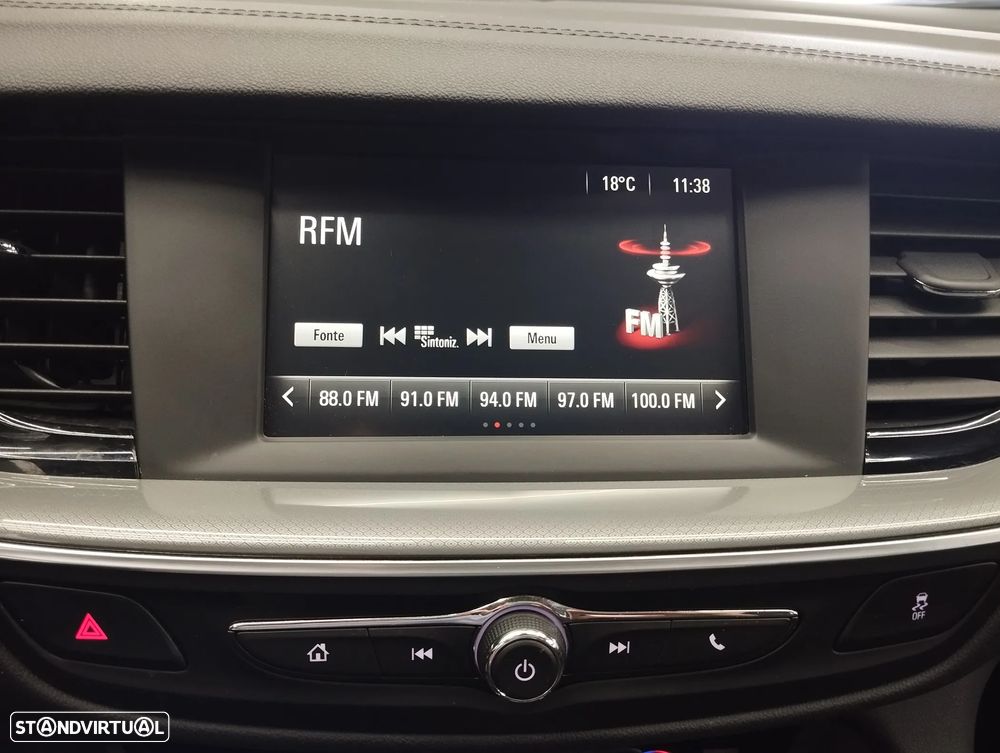 18°C 11:38
RFM
FM
Fonte Sintoniz. Menu
88.0 FM 91.0 FM 94.0 FM 97.0 FM 100.0 FM
OFF
STANDVIRTUAL